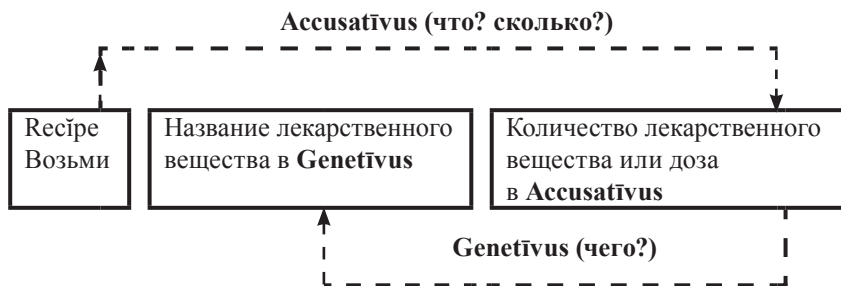 Accusatīvus (что? сколько?)
Recĭpe
Возьми
Название лекарственного
вещества в Genetīvus
Количество лекарственного
вещества или доза
в Accusatīvus
Genetīvus (чего?)